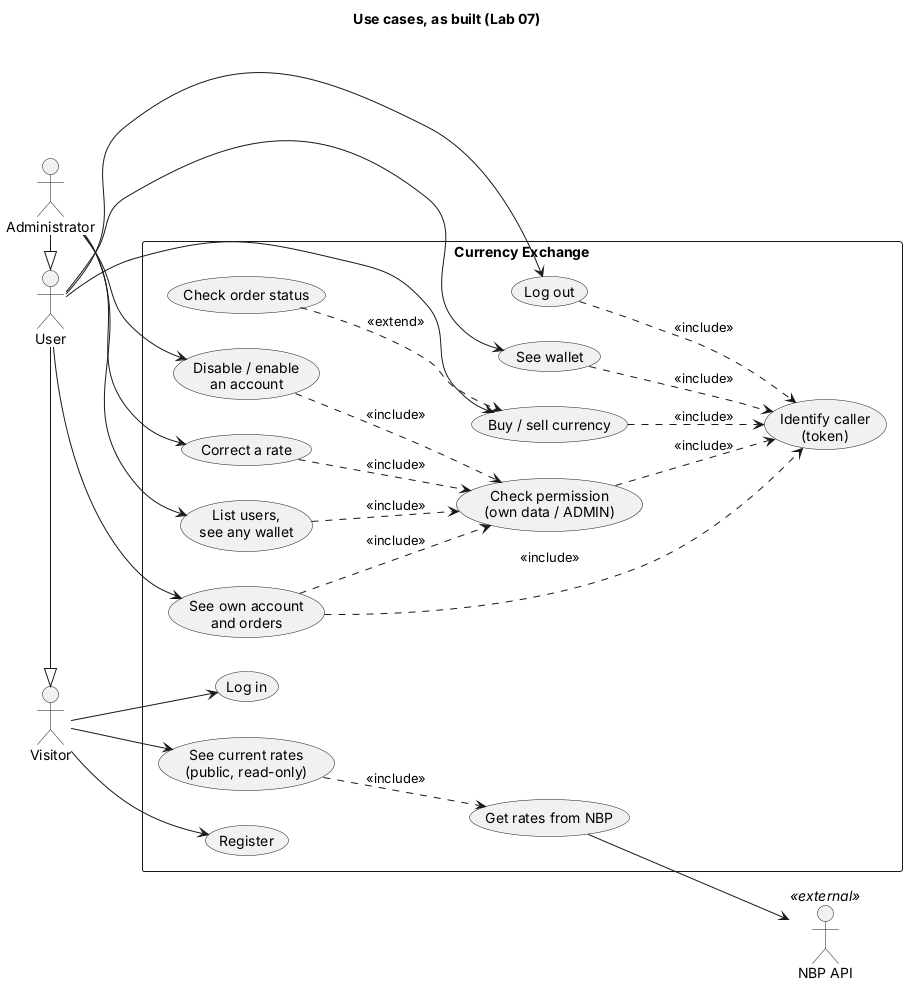 Use cases, as built (Lab 07)
Administrator
User
Visitor
Currency Exchange
Check order status
«extend»
Disable / enable
an account
«include»
Correct a rate
«include»
List users,
see any wallet
«include»
See own account
and orders
«include»
«include»
Log in
See current rates
(public, read-only)
«include»
Register
Log out
«include»
See wallet
«include»
Buy / sell currency
«include»
Check permission
(own data / ADMIN)
«include»
Get rates from NBP
Identify caller
(token)
«external»
NBP API